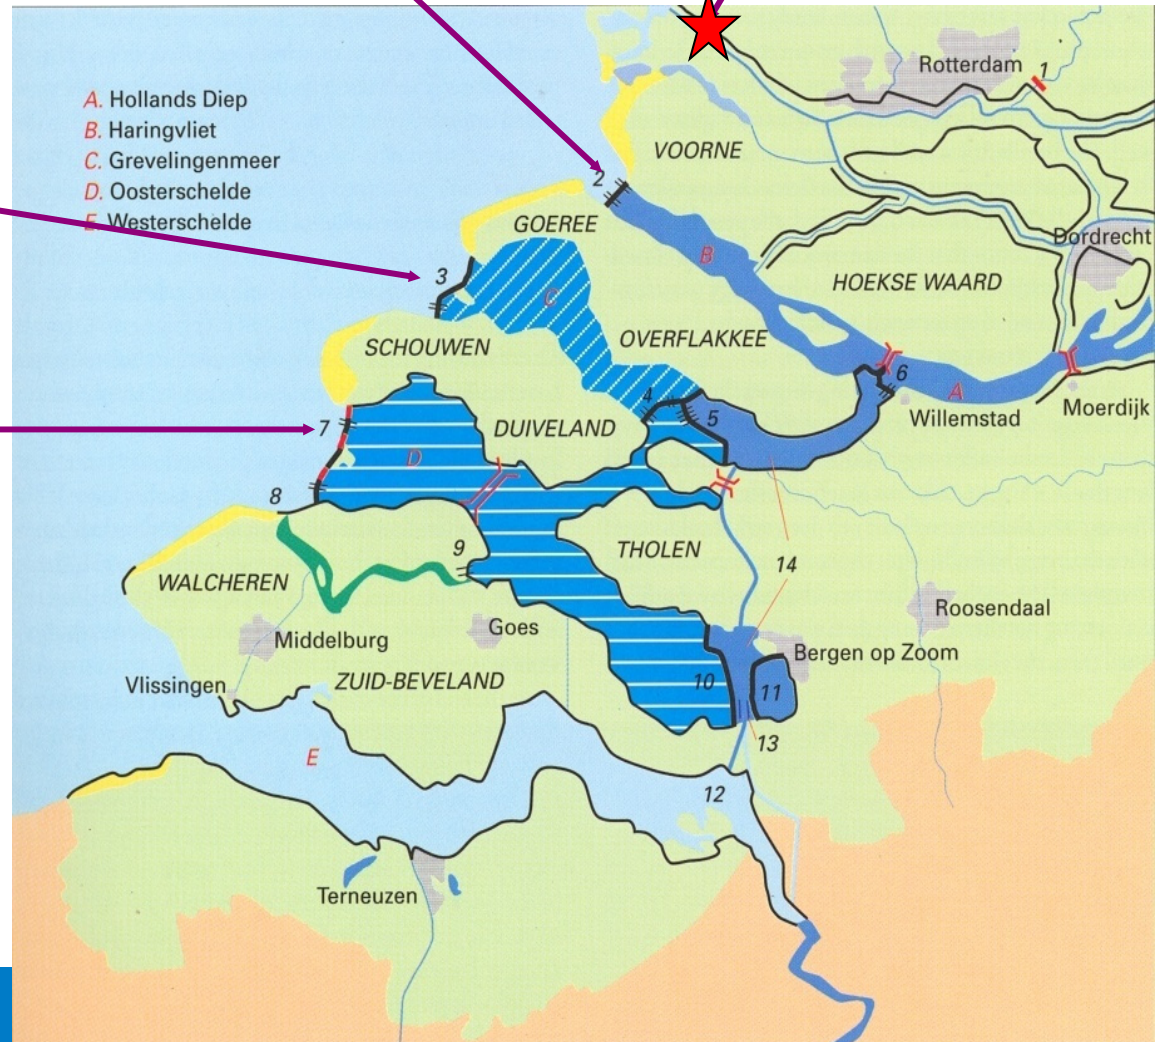 A. Hollands Diep
B. Haringvliet
C. Grevelingenmeer
D. Oosterschelde
E. Westerschelde
Rotterdam
1
VOORNE
2
GOEREE
B
Dordrecht
3
C
HOEKSE WAARD
OVERFLAKKEE
SCHOUWEN
6
A
4
5
Willemstad
Moerdijk
7
DUIVELAND
D
8
9
THOLEN
14
WALCHEREN
Roosendaal
Middelburg
Goes
Bergen op Zoom
Vlissingen
ZUID-BEVELAND
10
11
13
E
12
Terneuzen